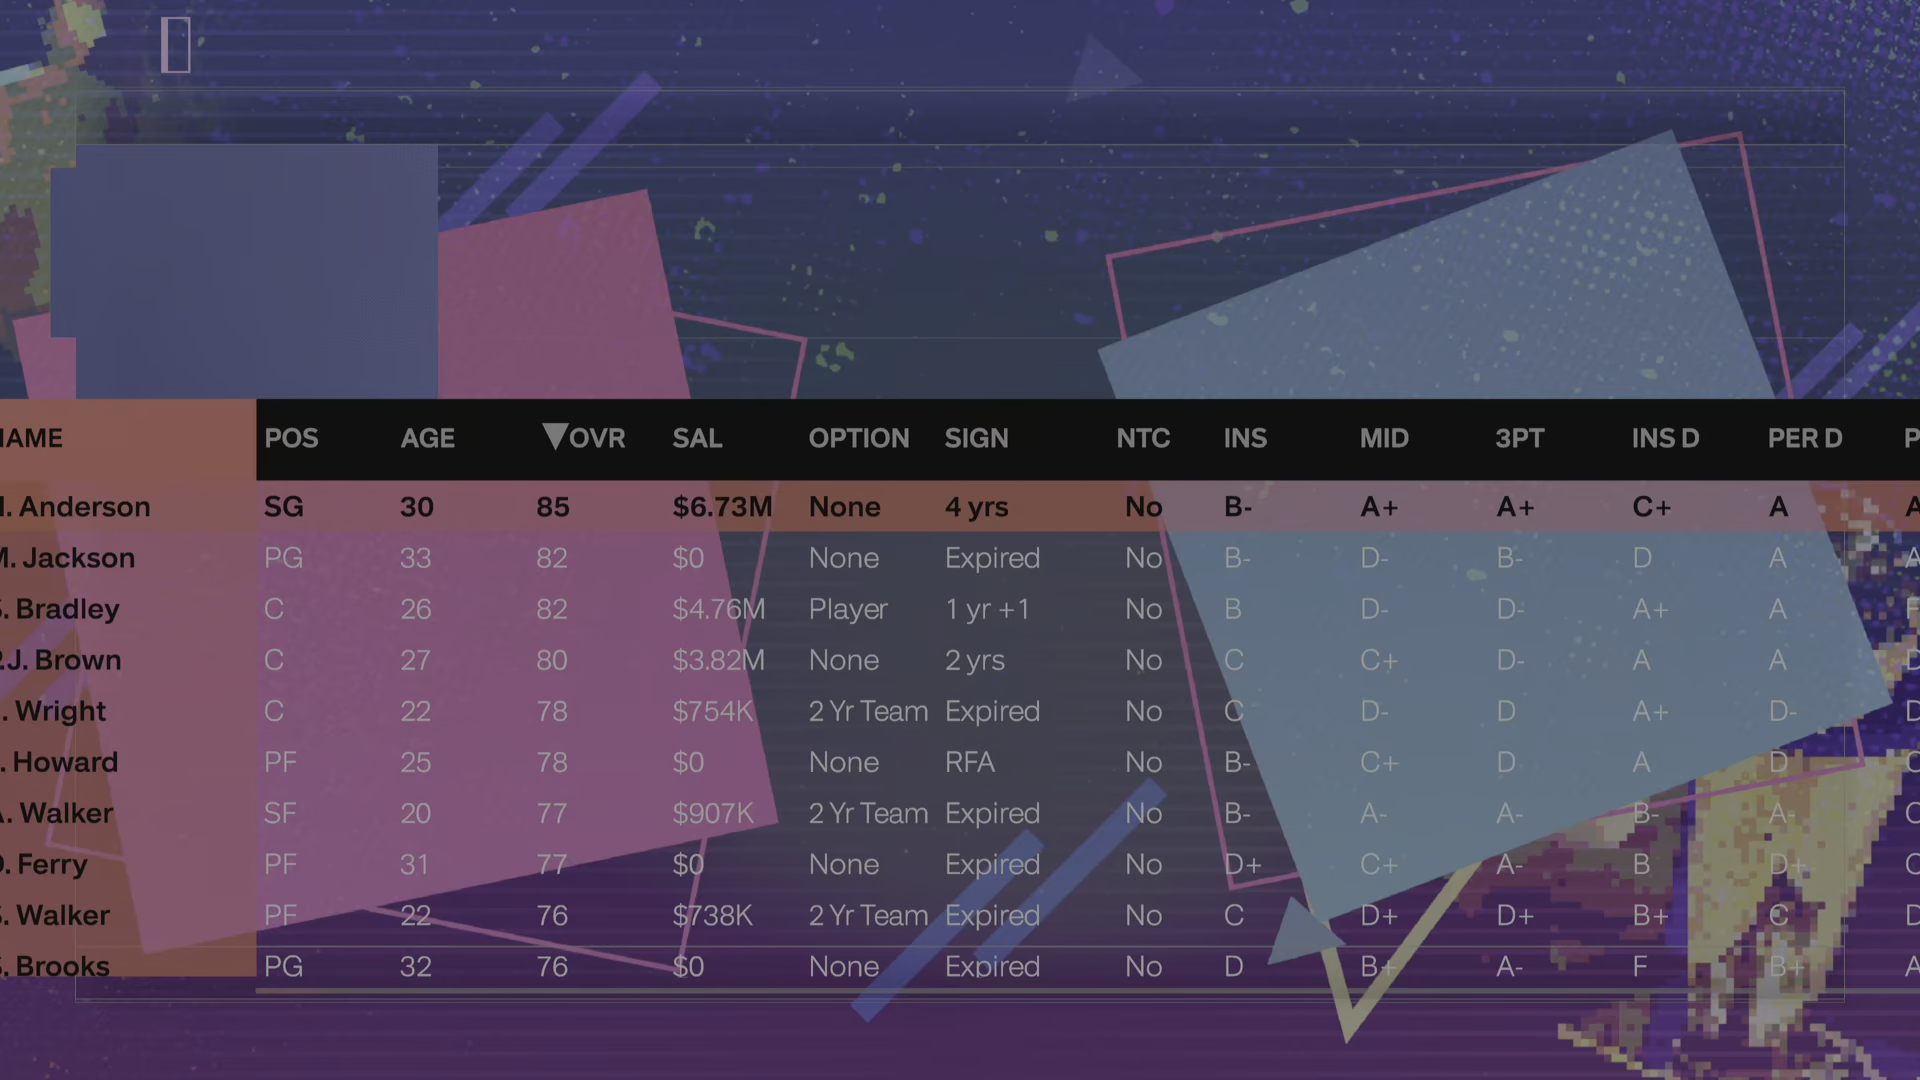 NAME POS AGE ▼OVR SAL OPTION SIGN NTC INS MID 3PT INS D PER D
Anderson SG 30 85 $6.73M None 4 yrs No B- A+ A+ C+ A
M. Jackson PG 33 82 $0 None Expired No B- D- B- D A
Bradley C 26 82 $4.76M Player 1 yr +1 No B D- D- A+ A
J. Brown C 27 80 $3.82M None 2 yrs No C C+ D- A A
Wright C 22 78 $754K 2 Yr Team Expired No C D- D A+ D-
Howard PF 25 78 $0 None RFA No B- C+ D A D
Walker SF 20 77 $907K 2 Yr Team Expired No B- A- A- B- A-
Ferry PF 31 77 $0 None Expired No D+ C+ A- B D+
Walker PF 22 76 $738K 2 Yr Team Expired No C D+ D+ B+ C
Brooks PG 32 76 $0 None Expired No D B+ A- F B+